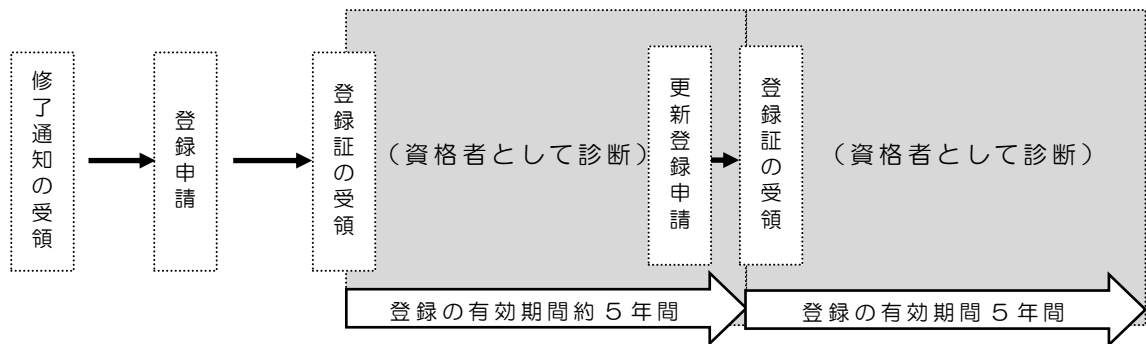 修了通知の受領
登録申請
登録証の受領
（資格者として診断）
更新登録申請
登録証の受領
（資格者として診断）
登録の有効期間約５年間
登録の有効期間５年間